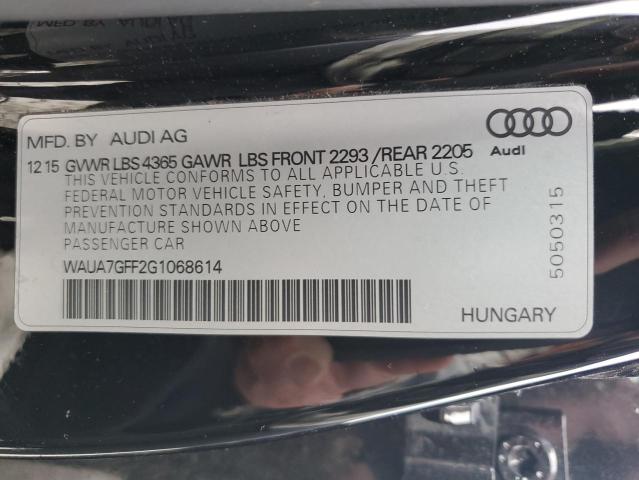 MFD. BY AUDI AG
12 15 GVWR LBS 4365 GAWR LBS FRONT 2293 /REAR 2205
THIS VEHICLE CONFORMS TO ALL APPLICABLE U.S.
FEDERAL MOTOR VEHICLE SAFETY, BUMPER AND THEFT
PREVENTION STANDARDS IN EFFECT ON THE DATE OF
MANUFACTURE SHOWN ABOVE
PASSENGER CAR
WAUA7GFF2G1068614
Audi
5050315
HUNGARY